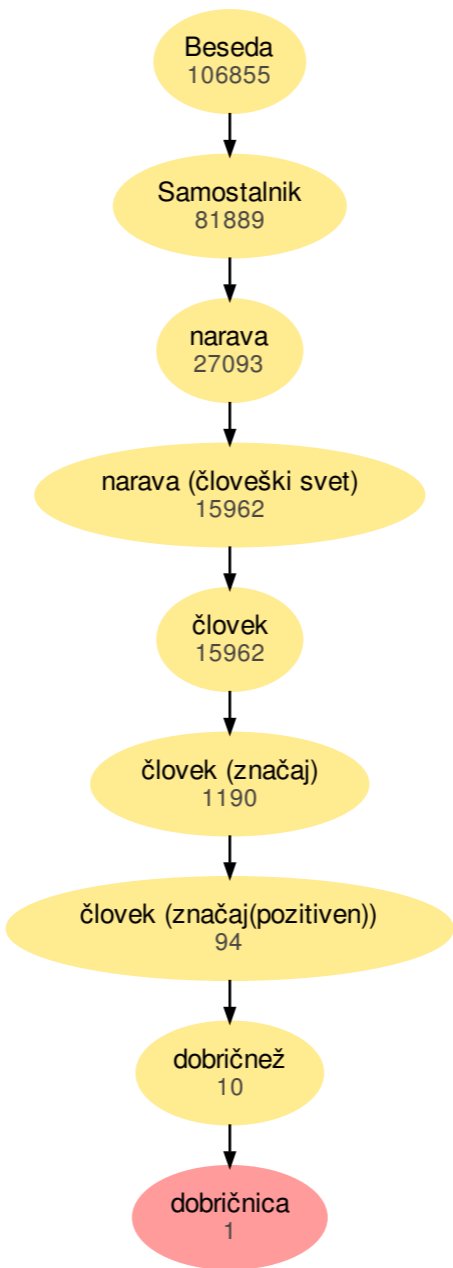 Beseda
106855
Samostalnik
81889
narava
27093
narava (človeški svet)
15962
človek
15962
človek (značaj)
1190
človek (značaj(pozitiven))
94
dobričnež
10
dobričnica
1